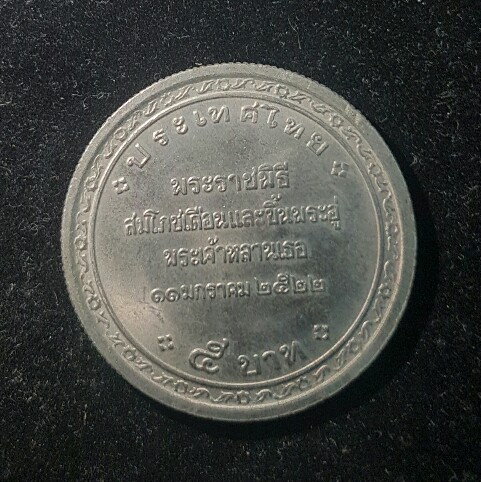 ประเทศไทย
พระราชพิธี
สมโภชเดือนและขึ้นพระอู่
พระเจ้าหลานเธอ
๑๑ มกราคม ๒๕๒๒
๕ บาท